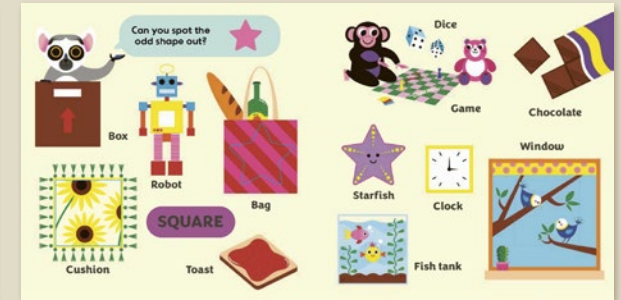 Can you spot the
odd shape out?
Box
Robot
Bag
Cushion
SQUARE
Toast
Dice
Game
Chocolate
Starfish
Clock
Window
Fish tank